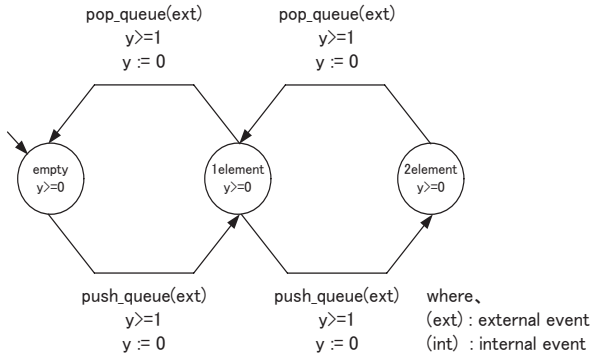 pop_queue(ext)
y>=1
y := 0
pop_queue(ext)
y>=1
y := 0
empty
y>=0
1element
y>=0
2element
y>=0
push_queue(ext)
y>=1
y := 0
push_queue(ext)
y>=1
y := 0
where、
(ext) : external event
(int) : internal event